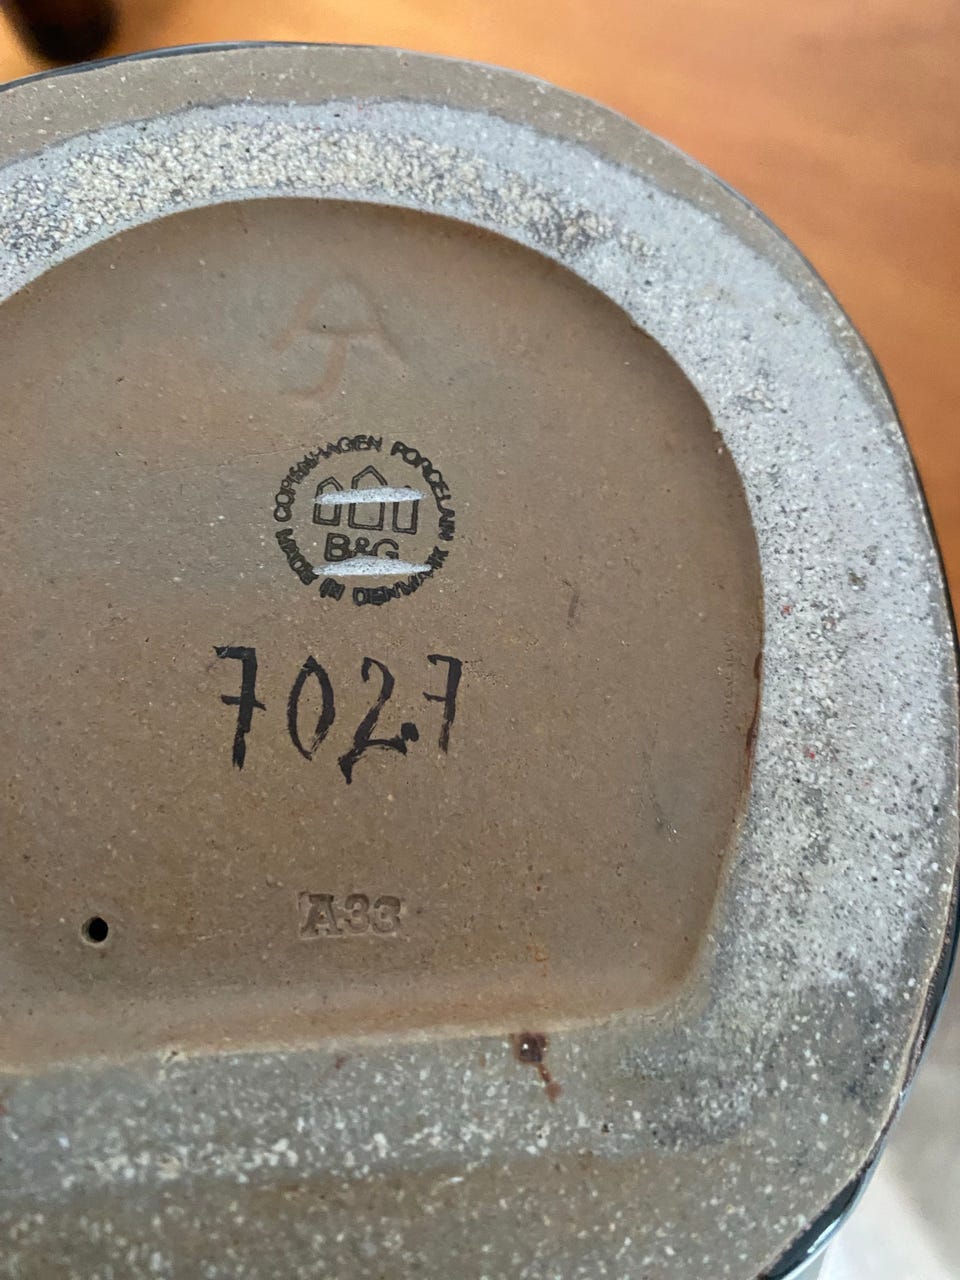 COPENHAGEN PORCELAIN
B&G
MADE IN DENMARK
7027
A33